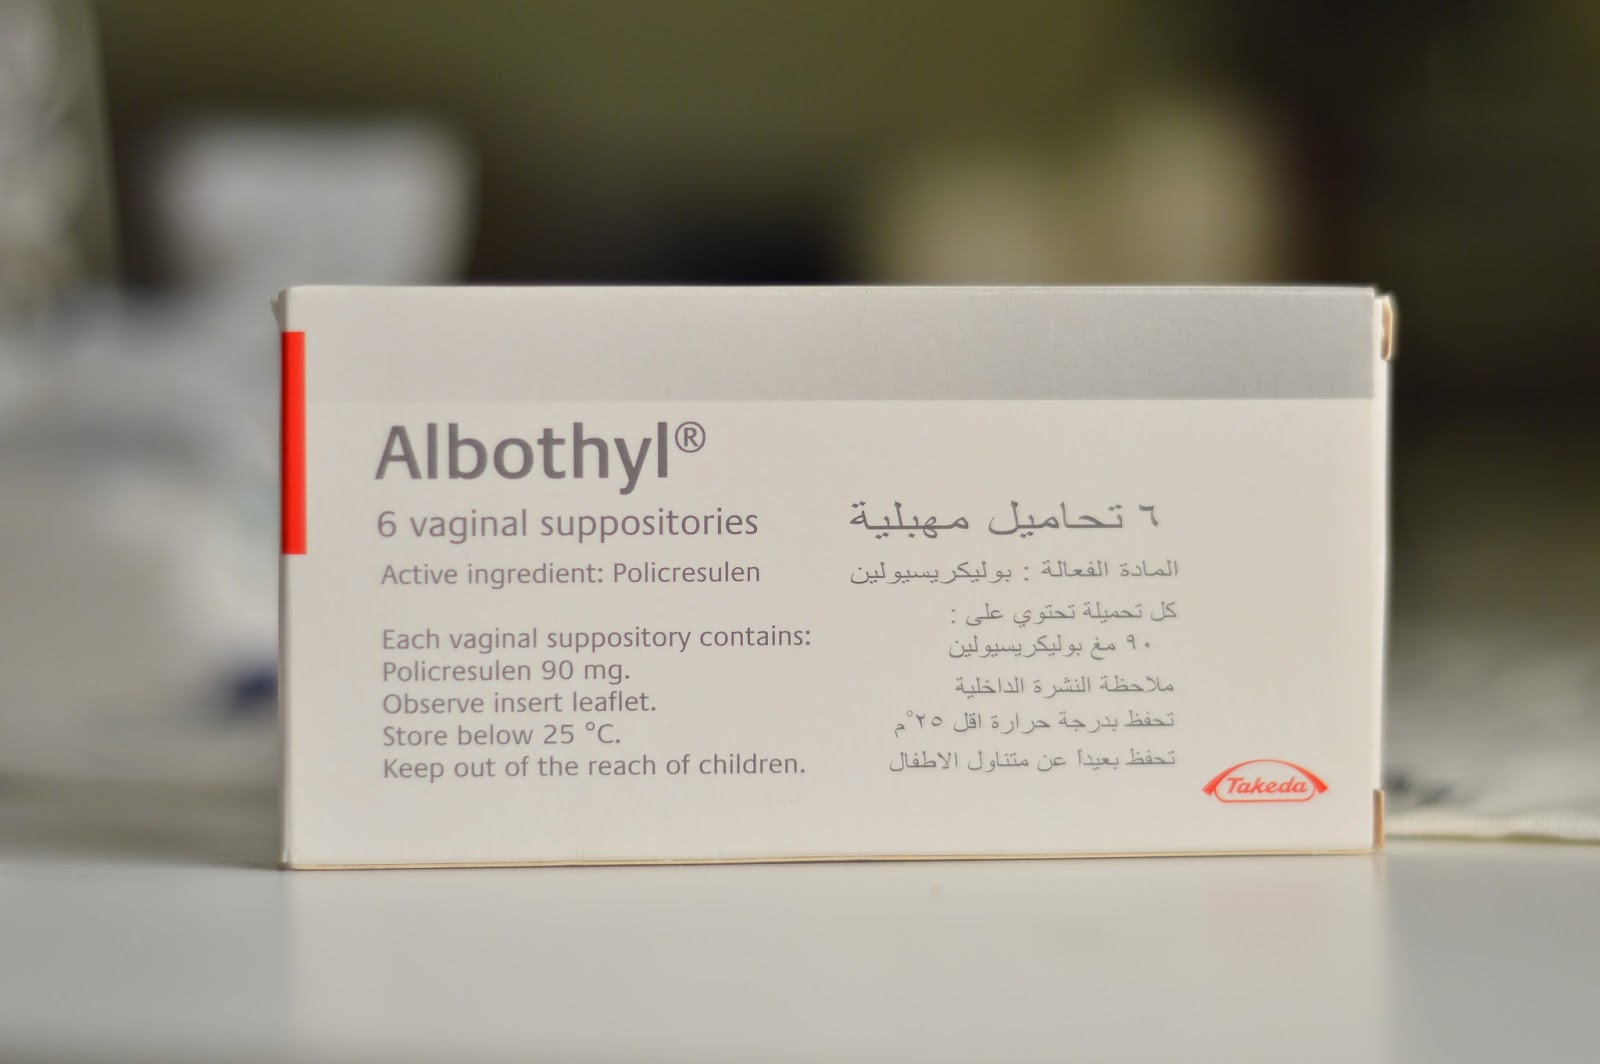 Albothyl®
6 vaginal suppositories
Active ingredient: Policresulen
Each vaginal suppository contains:
Policresulen 90 mg.
Observe insert leaflet.
Store below 25 °C.
Keep out of the reach of children.
٦ تحاميل مهبلية
المادة الفعالة : بوليكريسيولين
كل تحميلة تحتوي على :
٩٠ مغ بوليكريسيولين
ملاحظة النشرة الداخلية
تحفظ بدرجة حرارة اقل ٢٥°م
تحفظ بعيداً عن متناول الاطفال
Takeda